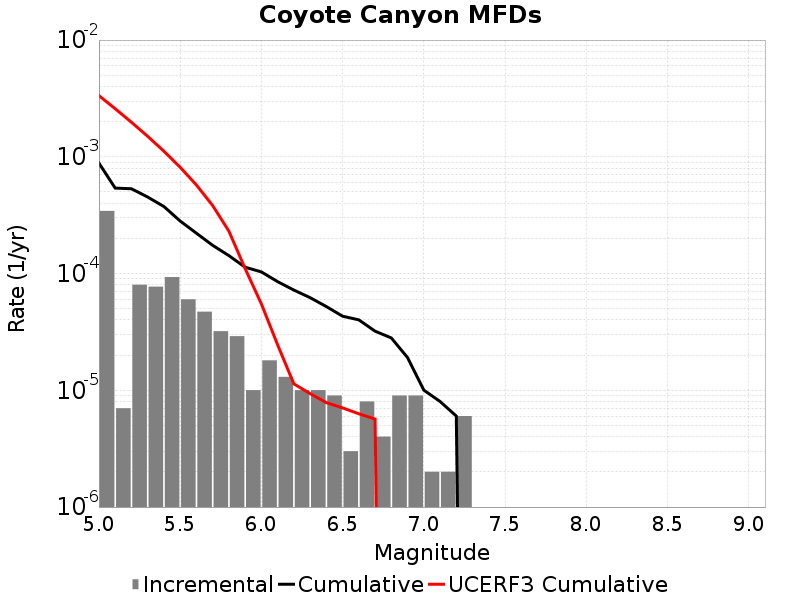 Coyote Canyon MFDs
10-2
10-3
10-4
10-5
10-6
Rate (1/yr)
5.0 5.5 6.0 6.5 7.0 7.5 8.0 8.5 9.0
Magnitude
Incremental Cumulative UCERF3 Cumulative